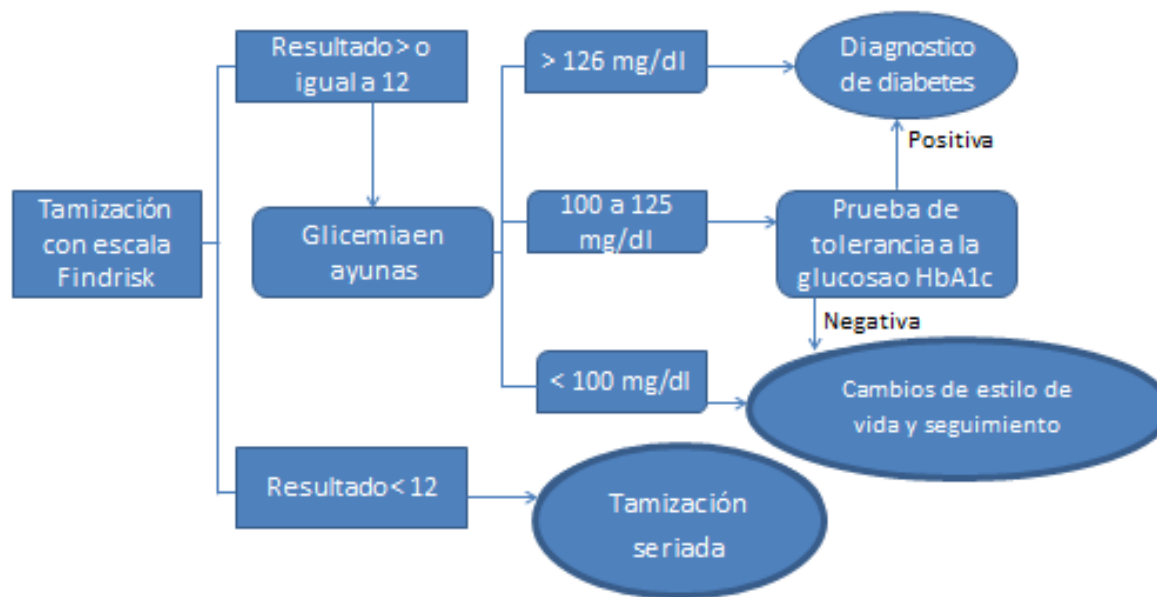 Resultado> o
igual a 12
> 126 mg/dl
Diagnostico
de diabetes
Positiva
Tamización
con escala
Findrisk
Glicemiaen
ayunas
100 a 125
mg/dl
Prueba de
tolerancia a la
glucosao HbA1c
Negativa
< 100 mg/dl
Cambios de estilo de
vida y seguimiento
Resultado< 12
Tamización
seriada